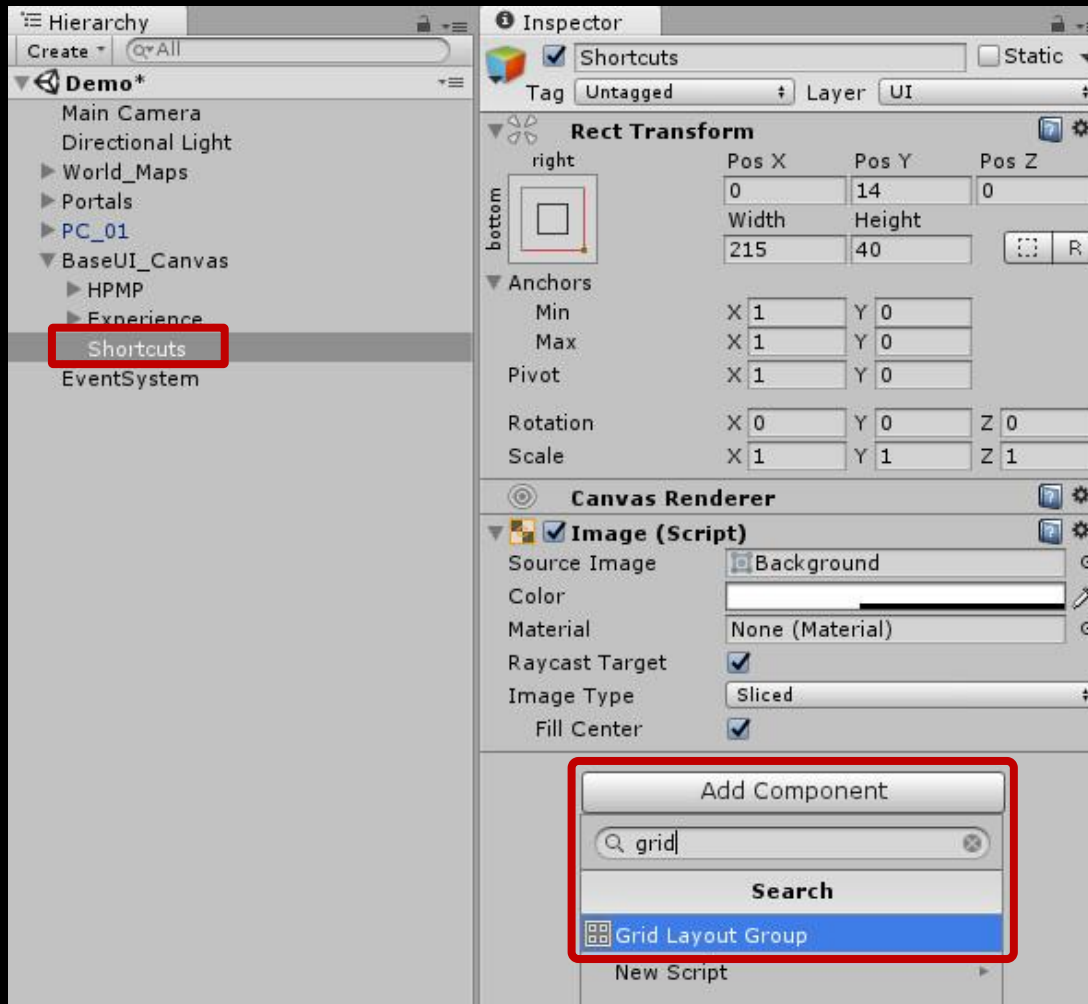 Hierarchy
Create All
Demo*
Main Camera
Directional Light
World_Maps
Portals
PC_01
BaseUI_Canvas
HPMP
Experience
Shortcuts
EventSystem
Inspector
Shortcuts Static
Tag Untagged Layer UI
Rect Transform
right Pos X Pos Y Pos Z
bottom
0 14 0
Width Height
215 40 R
Anchors
Min X 1 Y 0
Max X 1 Y 0
Pivot X 1 Y 0
Rotation X 0 Y 0 Z 0
Scale X 1 Y 1 Z 1
Canvas Renderer
Image (Script)
Source Image Background
Color
Material None (Material)
Raycast Target
Image Type Sliced
Fill Center
Add Component
grid
Search
Grid Layout Group
New Script